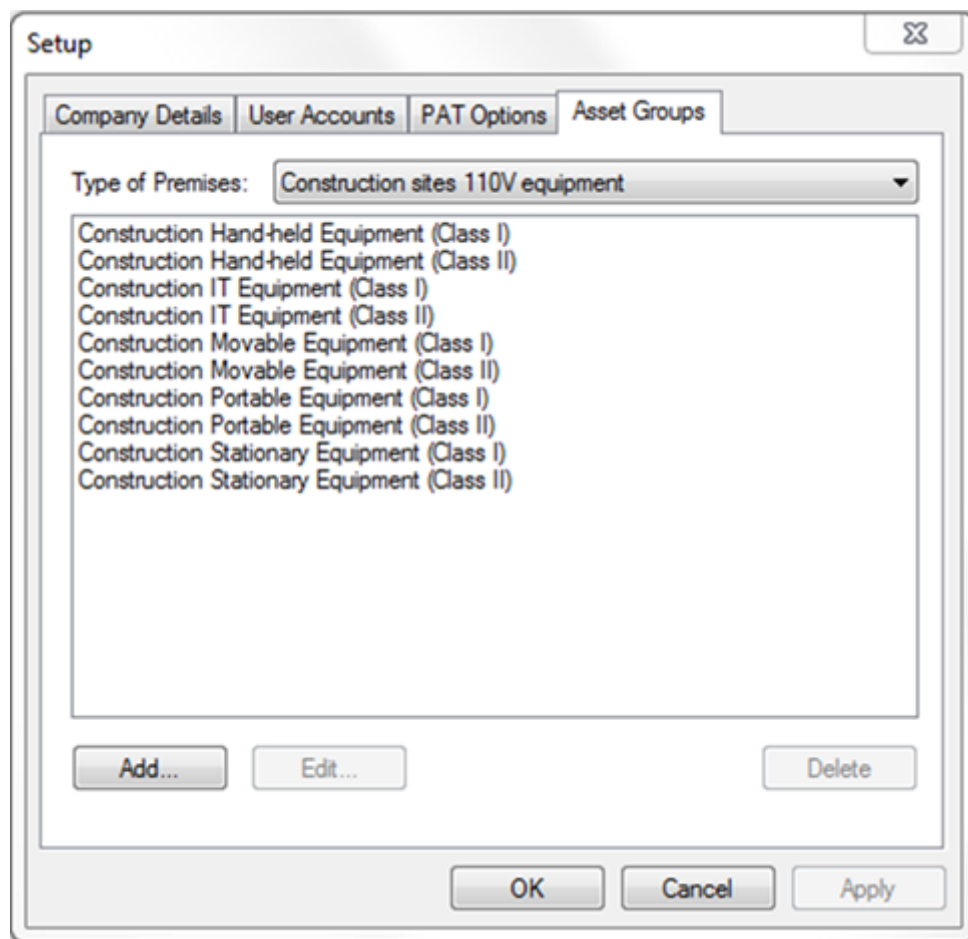 Setup
Company Details
User Accounts
PAT Options
Asset Groups
Type of Premises:
Construction sites 110V equipment
Construction Hand-held Equipment (Class I)
Construction Hand-held Equipment (Class II)
Construction IT Equipment (Class I)
Construction IT Equipment (Class II)
Construction Movable Equipment (Class I)
Construction Movable Equipment (Class II)
Construction Portable Equipment (Class I)
Construction Portable Equipment (Class II)
Construction Stationary Equipment (Class I)
Construction Stationary Equipment (Class II)
Add...
Edit...
Delete
OK
Cancel
Apply